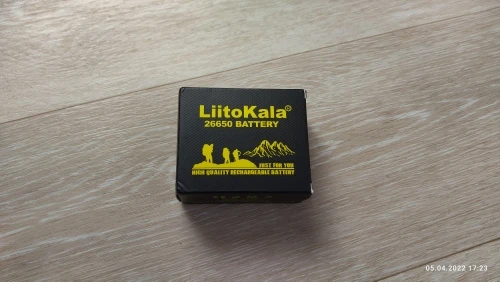 LiitoKala®
26650 BATTERY
JUST FOR YOU
HIGH QUALITY RECHARGEABLE BATTERY
05.04.2022 17:23